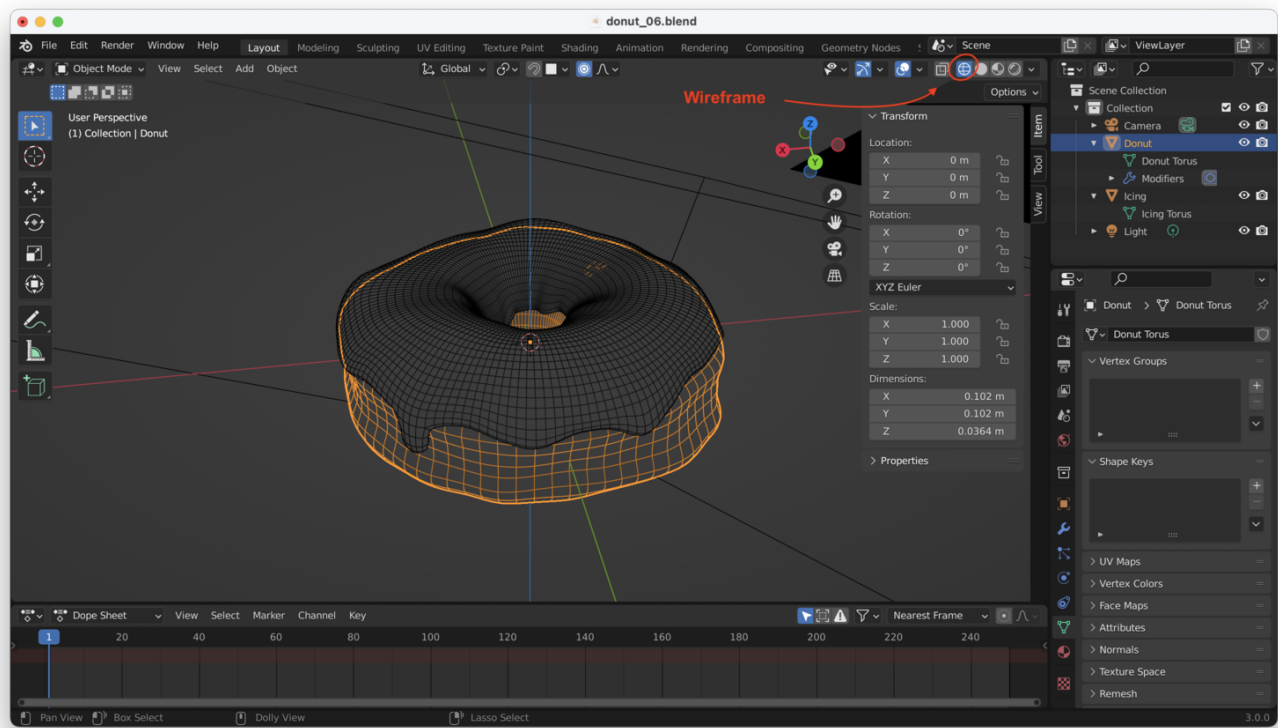 donut_06.blend
File Edit Render Window Help Layout Modeling Sculpting UV Editing Texture Paint Shading Animation Rendering Compositing Geometry Nodes Scene ViewLayer
Object Mode View Select Add Object Global
Options
Wireframe
User Perspective
(1) Collection | Donut
Z
X
Y
Transform
Location:
X 0 m
Y 0 m
Z 0 m
Rotation:
X 0°
Y 0°
Z 0°
XYZ Euler
Scale:
X 1.000
Y 1.000
Z 1.000
Dimensions:
X 0.102 m
Y 0.102 m
Z 0.0364 m
Properties
Item
Tool
View
Scene Collection
Collection
Camera
Donut
Donut Torus
Modifiers
Icing
Icing Torus
Light
Donut > Donut Torus
Donut Torus
Vertex Groups
Shape Keys
UV Maps
Vertex Colors
Face Maps
Attributes
Normals
Texture Space
Remesh
Dope Sheet View Select Marker Channel Key Nearest Frame
1 20 40 60 80 100 120 140 160 180 200 220 240
Pan View Box Select Dolly View Lasso Select 3.0.0